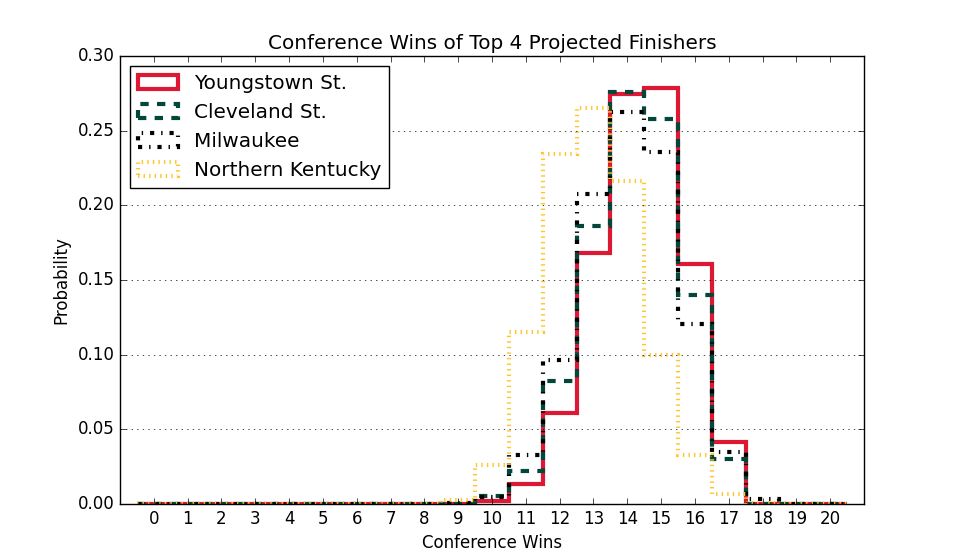 Conference Wins of Top 4 Projected Finishers
Youngstown St.
Cleveland St.
Milwaukee
Northern Kentucky
Probability
0.30
0.25
0.20
0.15
0.10
0.05
0.00
0 1 2 3 4 5 6 7 8 9 10 11 12 13 14 15 16 17 18 19 20
Conference Wins